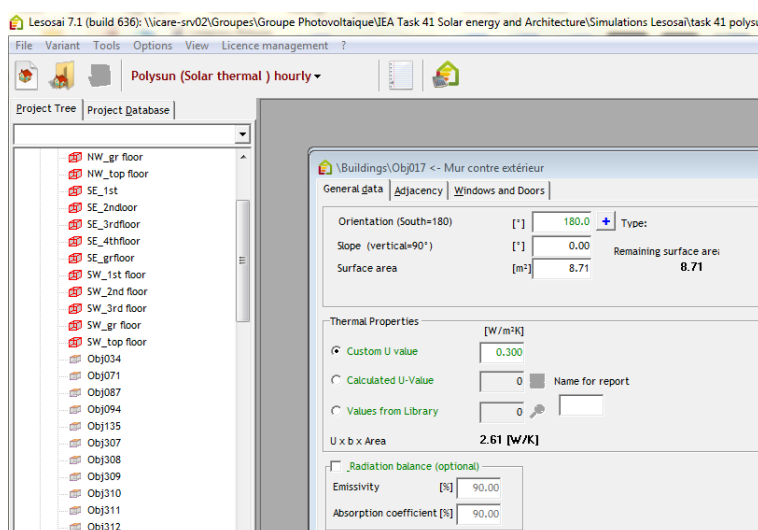 Lesosai 7.1 (build 636): \\icare-srv02\Groupes\Groupe Photovoltaique\IEA Task 41 Solar energy and Architecture\Simulations Lesosai\task 41 polysu
File Variant Tools Options View Licence management ?
Polysun (Solar thermal ) hourly
Project Tree Project Database
NW_gr floor
NW_top floor
SE_1st
SE_2ndloor
SE_3rdfloor
SE_4thfloor
SE_grfloor
SW_1st floor
SW_2nd floor
SW_3rd floor
SW_gr floor
SW_top floor
Obj034
Obj071
Obj087
Obj094
Obj135
Obj307
Obj308
Obj309
Obj310
Obj311
Obj312
\Buildings\Obj017 <- Mur contre extérieur
General data Adjacency Windows and Doors
Orientation (South=180) [°] 180.0 + Type:
Slope (vertical=90°) [°] 0.00 Remaining surface area
Surface area [m²] 8.71 8.71
Thermal Properties
[W/m²K]
Custom U value 0.300
Calculated U-Value 0 Name for report
Values from Library 0
U x b x Area 2.61 [W/K]
Radiation balance (optional)
Emissivity [%] 90.00
Absorption coefficient [%] 90.00